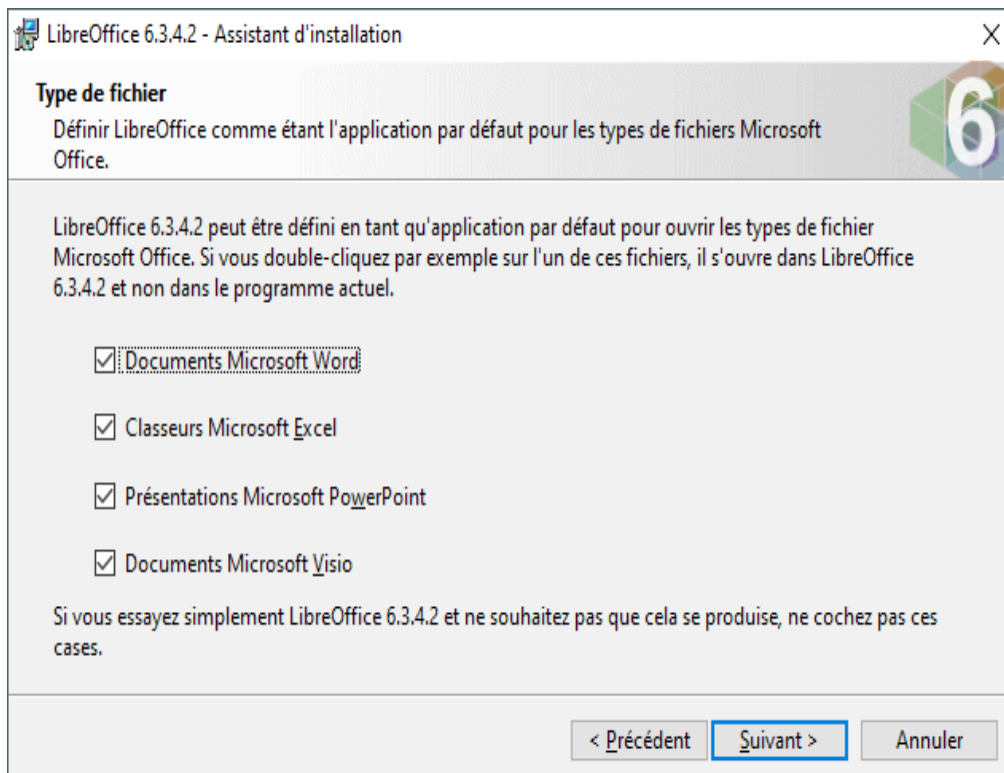 LibreOffice 6.3.4.2 - Assistant d'installation
Type de fichier
Définir LibreOffice comme étant l'application par défaut pour les types de fichiers Microsoft
Office.
6
LibreOffice 6.3.4.2 peut être défini en tant qu'application par défaut pour ouvrir les types de fichier
Microsoft Office. Si vous double-cliquez par exemple sur l'un de ces fichiers, il s'ouvre dans LibreOffice
6.3.4.2 et non dans le programme actuel.
Documents Microsoft Word
Classeurs Microsoft Excel
Présentations Microsoft PowerPoint
Documents Microsoft Visio
Si vous essayez simplement LibreOffice 6.3.4.2 et ne souhaitez pas que cela se produise, ne cochez pas ces
cases.
< Précédent Suivant > Annuler